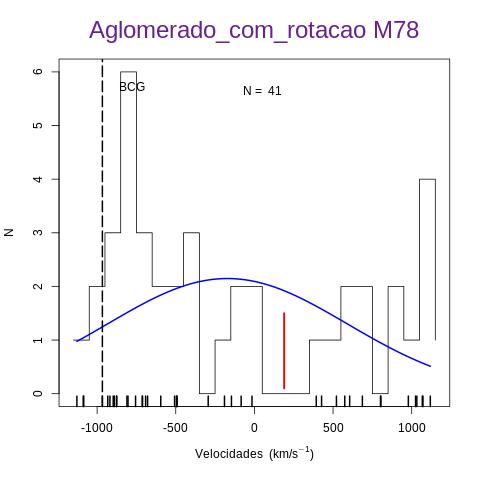 Aglomerado_com_rotacao M78
BCG
N = 41
6
5
4
3
2
1
0
N
-1000 -500 0 500 1000
Velocidades (km/s⁻¹)